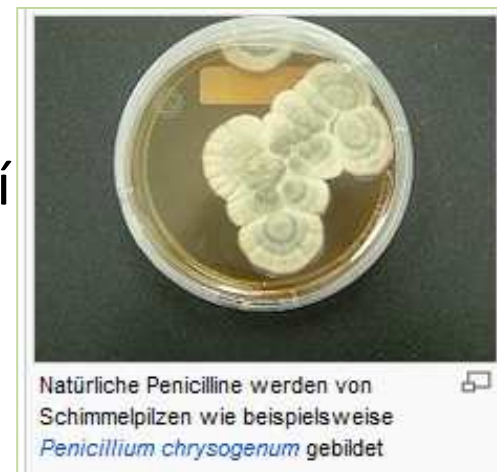 í
Natürliche Penicilline werden von
Schimmelpilzen wie beispielsweise
Penicillium chrysogenum gebildet